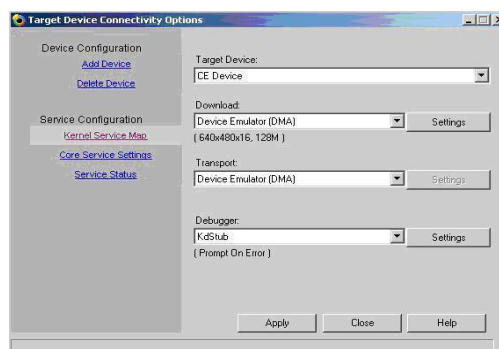 Target Device Connectivity Options
Device Configuration
Add Device
Delete Device
Service Configuration
Kernel Service Map
Core Service Settings
Service Status
Target Device:
CE Device
Download:
Device Emulator (DMA)
Settings
( 640x480x16, 128M )
Transport:
Device Emulator (DMA)
Settings
Debugger:
KdStub
Settings
( Prompt On Error )
Apply
Close
Help